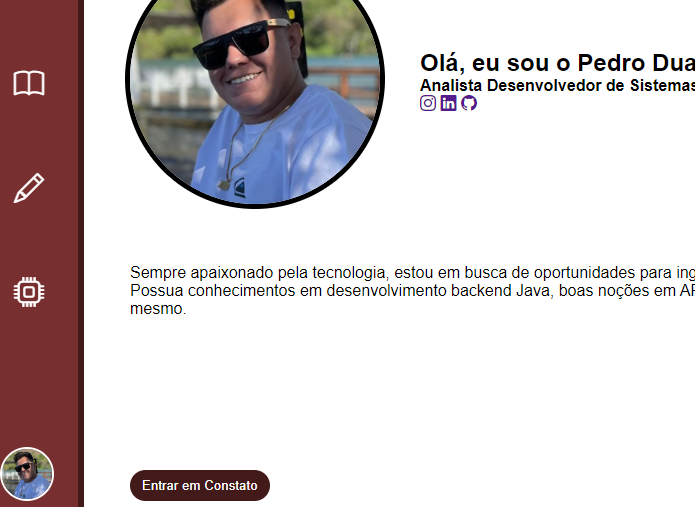 Olá, eu sou o Pedro Dua
Analista Desenvolvedor de Sistemas
Sempre apaixonado pela tecnologia, estou em busca de oportunidades para ing
Possua conhecimentos em desenvolvimento backend Java, boas noções em AP
mesmo.
Entrar em Constato